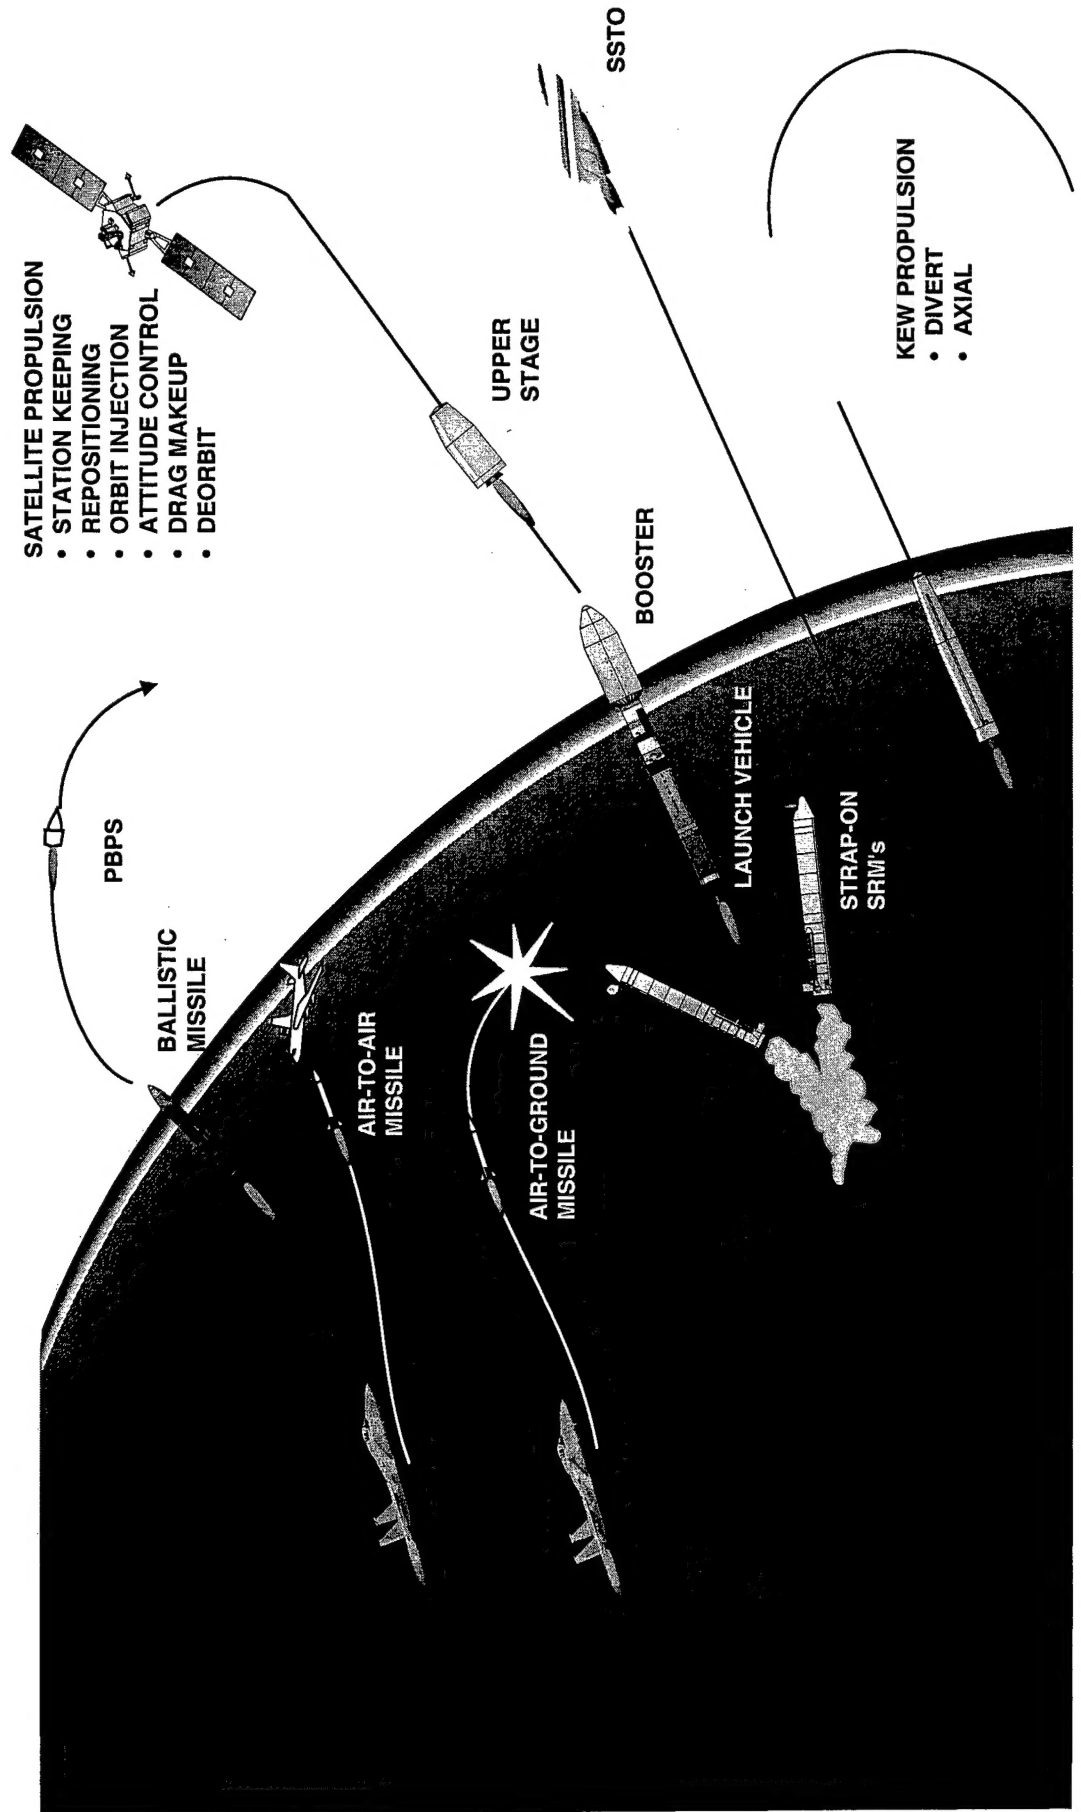 SATELLITE PROPULSION
• STATION KEEPING
• REPOSITIONING
• ORBIT INJECTION
• ATTITUDE CONTROL
• DRAG MAKEUP
• DEORBIT
PBPS
BALLISTIC
MISSILE
AIR-TO-AIR
MISSILE
AIR-TO-GROUND
MISSILE
UPPER
STAGE
BOOSTER
SSTO
LAUNCH VEHICLE
STRAP-ON
SRM's
KEW PROPULSION
• DIVERT
• AXIAL